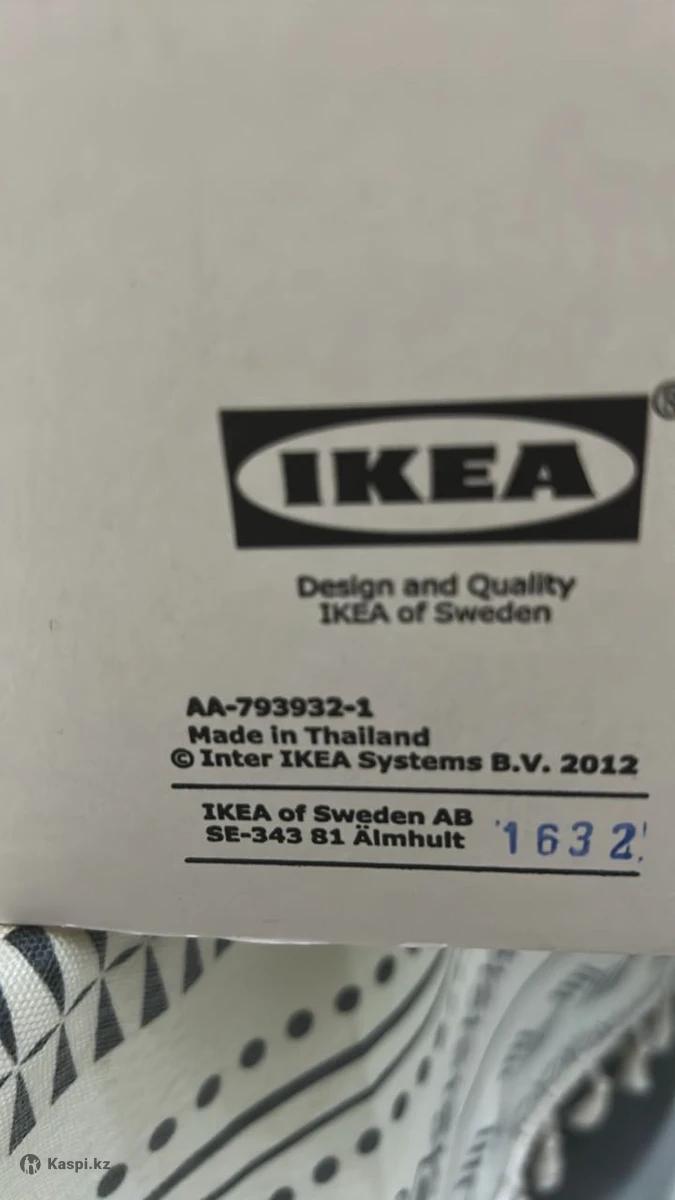 IKEA®
Design and Quality
IKEA of Sweden
AA-793932-1
Made in Thailand
© Inter IKEA Systems B.V. 2012
IKEA of Sweden AB
SE-343 81 Älmhult
1632
Kaspi.kz